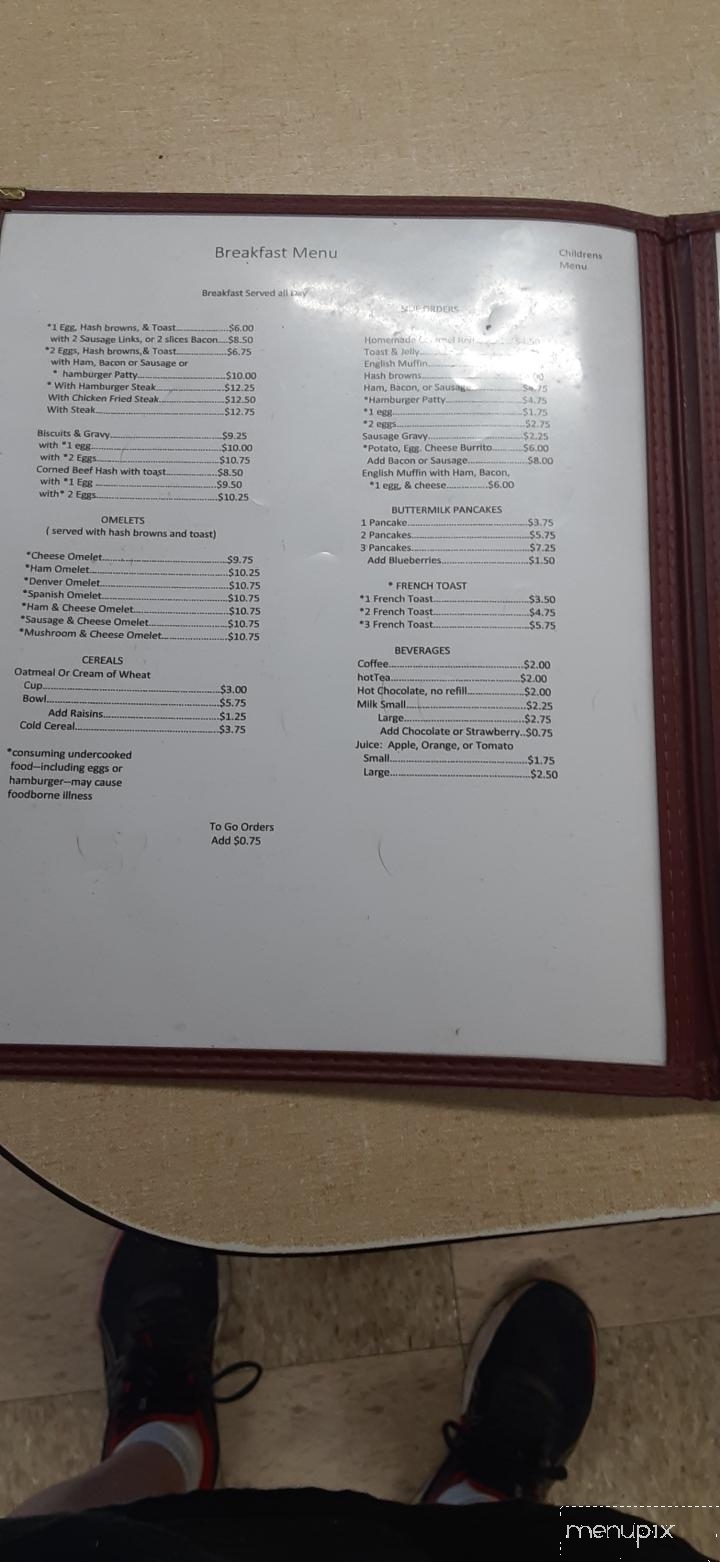 Breakfast Menu
Childrens
Menu
Breakfast Served all Day
*1 Egg, Hash browns, & Toast.....$6.00
with 2 Sausage Links, or 2 slices Bacon....$8.50
*2 Eggs, Hash browns,& Toast.....$6.75
with Ham, Bacon or Sausage or
* hamburger Patty.....$10.00
* With Hamburger Steak.....$12.25
With Chicken Fried Steak.....$12.50
With Steak.....$12.75
Biscuits & Gravy.....$9.25
with *1 egg.....$10.00
with *2 Eggs.....$10.75
Corned Beef Hash with toast.....$8.50
with *1 Egg.....$9.50
with* 2 Eggs.....$10.25
OMELETS
( served with hash browns and toast)
*Cheese Omelet.....$9.75
*Ham Omelet.....$10.25
*Denver Omelet.....$10.75
*Spanish Omelet.....$10.75
*Ham & Cheese Omelet.....$10.75
*Sausage & Cheese Omelet.....$10.75
*Mushroom & Cheese Omelet.....$10.75
CEREALS
Oatmeal Or Cream of Wheat
Cup.....$3.00
Bowl.....$5.75
Add Raisins.....$1.25
Cold Cereal.....$3.75
*consuming undercooked
food—including eggs or
hamburger—may cause
foodborne illness
SIDE ORDERS
Homemade
Toast & Jelly.....
English Muffin.....
Hash browns.....
Ham, Bacon, or Sausage.....$4.75
*Hamburger Patty.....$4.75
*1 egg.....$1.75
*2 eggs.....$2.75
Sausage Gravy.....$2.25
*Potato, Egg. Cheese Burrito.....$6.00
Add Bacon or Sausage.....$8.00
English Muffin with Ham, Bacon,
*1 egg, & cheese.....$6.00
BUTTERMILK PANCAKES
1 Pancake.....$3.75
2 Pancakes.....$5.75
3 Pancakes.....$7.25
Add Blueberries.....$1.50
* FRENCH TOAST
*1 French Toast.....$3.50
*2 French Toast.....$4.75
*3 French Toast.....$5.75
BEVERAGES
Coffee.....$2.00
hotTea.....$2.00
Hot Chocolate, no refill.....$2.00
Milk Small.....$2.25
Large.....$2.75
Add Chocolate or Strawberry..$0.75
Juice: Apple, Orange, or Tomato
Small.....$1.75
Large.....$2.50
To Go Orders
Add $0.75
menupix